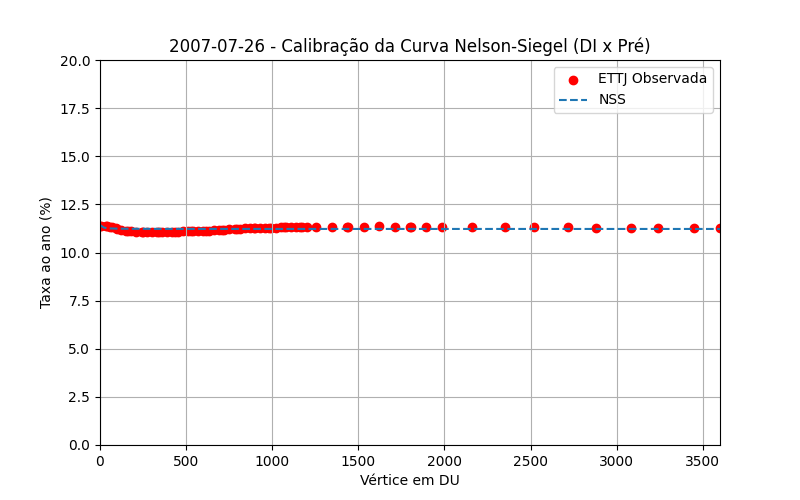 2007-07-26 - Calibração da Curva Nelson-Siegel (DI x Pré)
20.0
17.5
15.0
12.5
10.0
7.5
5.0
2.5
0.0
Taxa ao ano (%)
ETTJ Observada
NSS
0 500 1000 1500 2000 2500 3000 3500
Vértice em DU